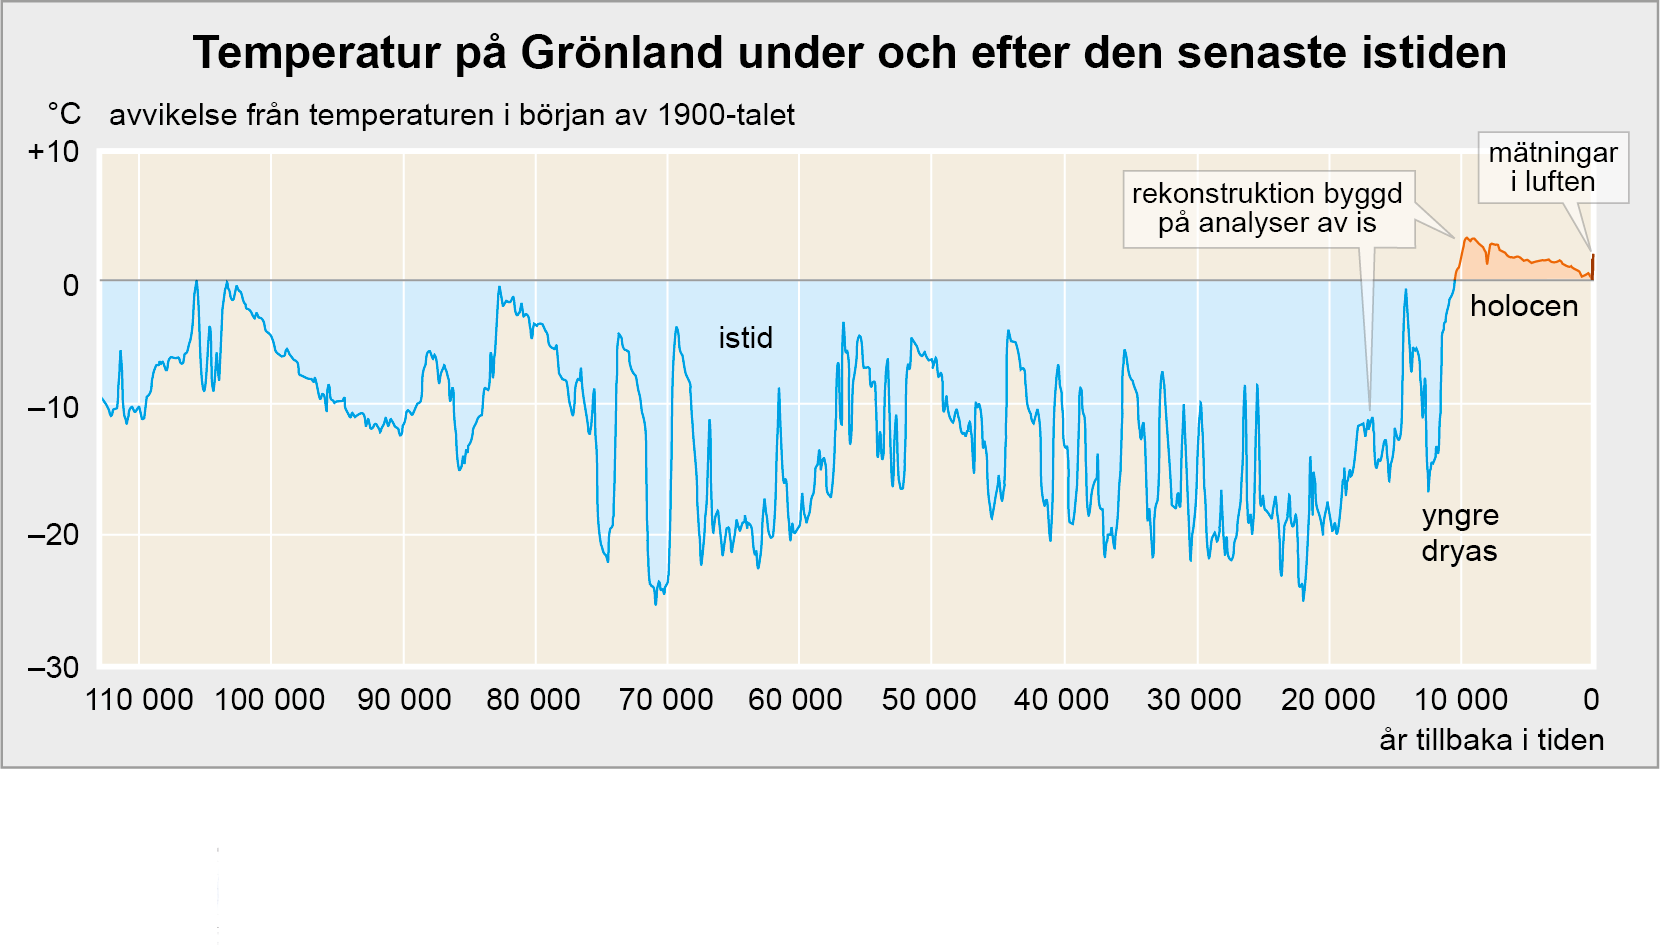 Temperatur på Grönland under och efter den senaste istiden
°C avvikelse från temperaturen i början av 1900-talet
+10
mätningar
i luften
rekonstruktion byggd
på analyser av is
0
holocen
istid
–10
yngre
dryas
–20
–30
110 000 100 000 90 000 80 000 70 000 60 000 50 000 40 000 30 000 20 000 10 000 0
år tillbaka i tiden